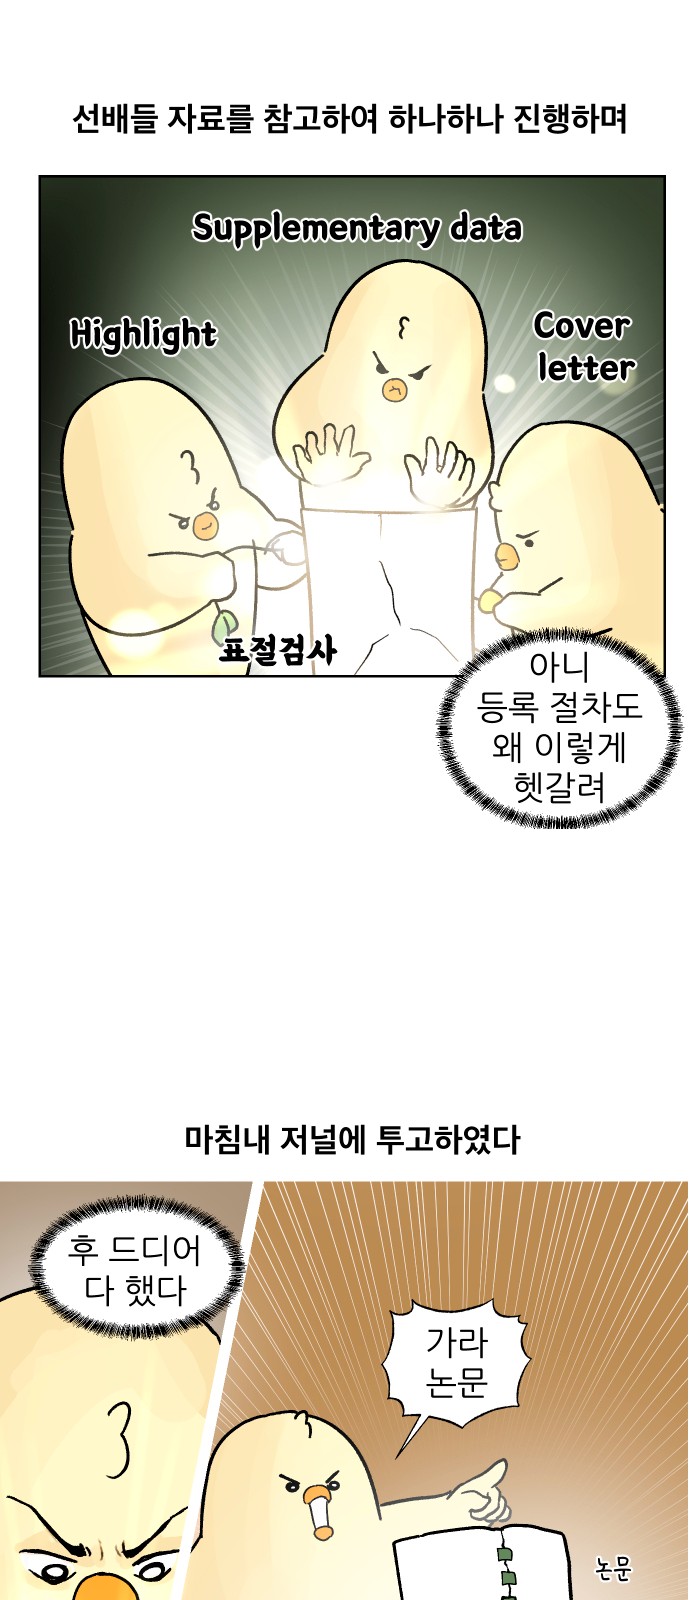 선배들 자료를 참고하여 하나하나 진행하며
Supplementary data
Highlight
Cover
letter
표절검사
아니
등록 절차도
왜 이렇게
헷갈려
마침내 저널에 투고하였다
후 드디어
다 했다
가라
논문
논문